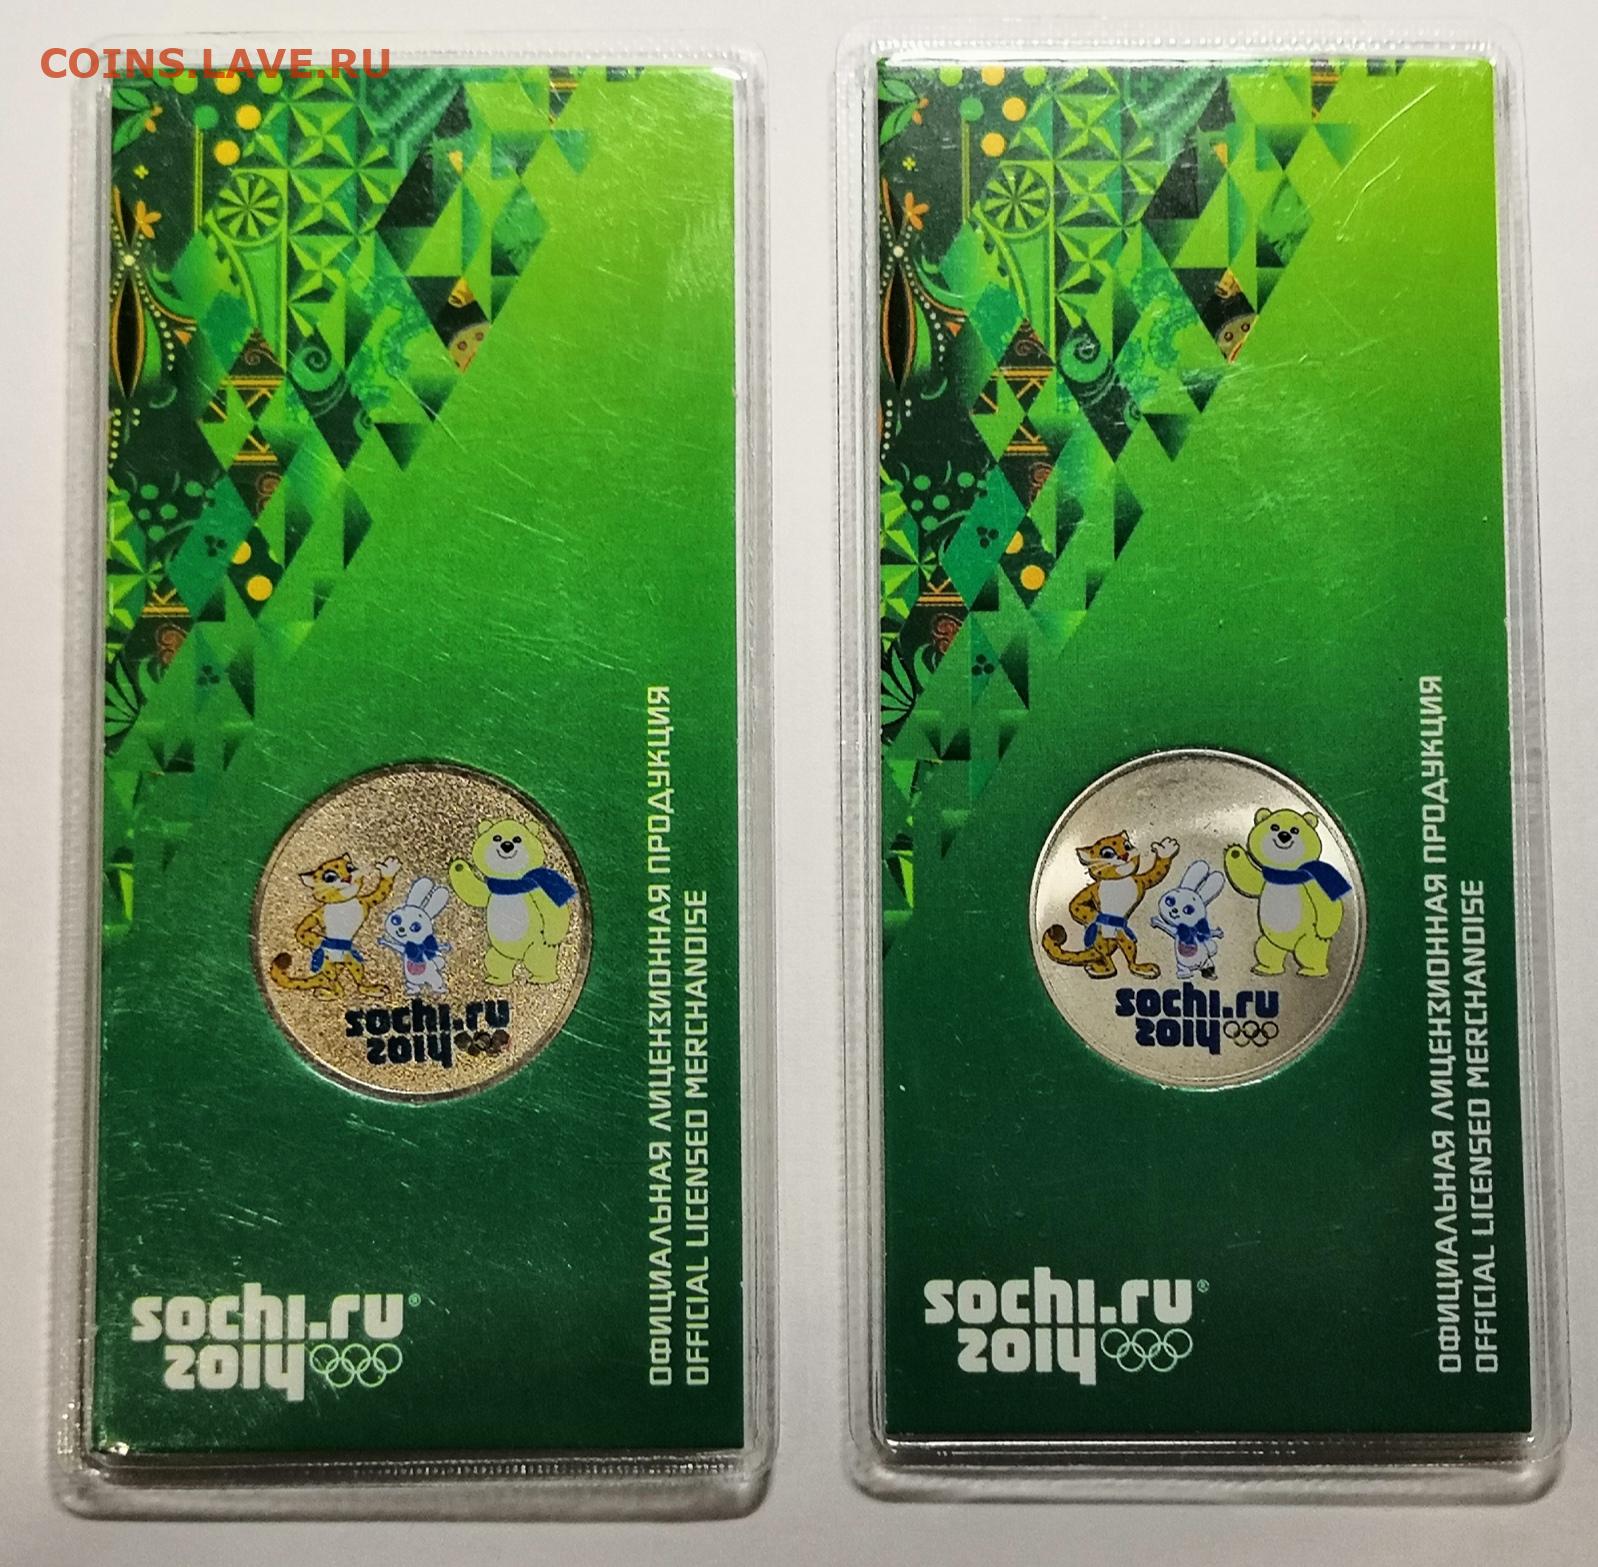 COINS.LAVE.RU
sochi.ru
2014
ОФИЦИАЛЬНАЯ ЛИЦЕНЗИОННАЯ ПРОДУКЦИЯ
OFFICIAL LICENSED MERCHANDISE
sochi.ru®
2014
sochi.ru
2014
ОФИЦИАЛЬНАЯ ЛИЦЕНЗИОННАЯ ПРОДУКЦИЯ
OFFICIAL LICENSED MERCHANDISE
sochi.ru®
2014